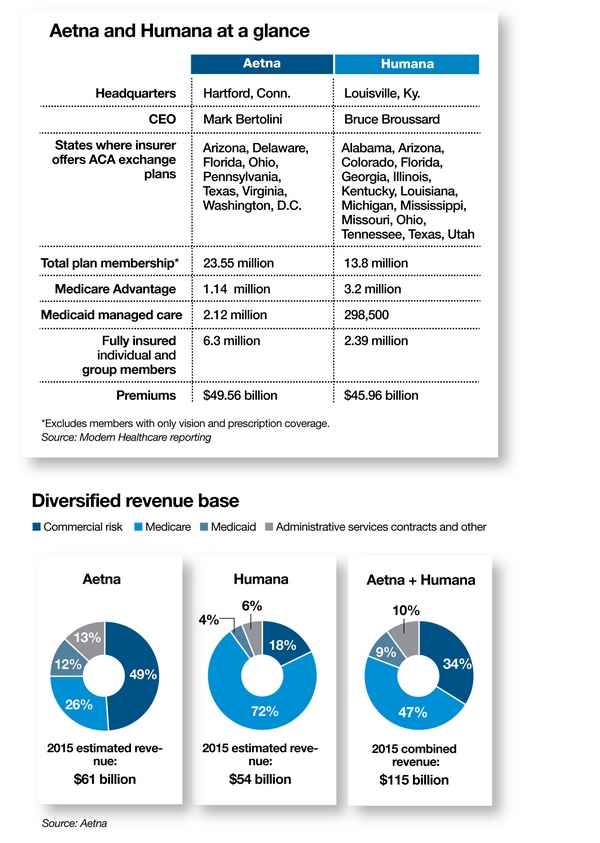 Aetna and Humana at a glance
Aetna Humana
Headquarters Hartford, Conn. Louisville, Ky.
CEO Mark Bertolini Bruce Broussard
States where insurer
offers ACA exchange
plans
Arizona, Delaware,
Florida, Ohio,
Pennsylvania,
Texas, Virginia,
Washington, D.C.
Alabama, Arizona,
Colorado, Florida,
Georgia, Illinois,
Kentucky, Louisiana,
Michigan, Mississippi,
Missouri, Ohio,
Tennessee, Texas, Utah
Total plan membership* 23.55 million 13.8 million
Medicare Advantage 1.14 million 3.2 million
Medicaid managed care 2.12 million 298,500
Fully insured
individual and
group members
6.3 million 2.39 million
Premiums $49.56 billion $45.96 billion
*Excludes members with only vision and prescription coverage.
Source: Modern Healthcare reporting
Diversified revenue base
Commercial risk Medicare Medicaid Administrative services contracts and other
Aetna
13%
12%
49%
26%
2015 estimated reve-
nue:
$61 billion
Humana
6%
4%
18%
72%
2015 estimated reve-
nue:
$54 billion
Aetna + Humana
10%
9%
34%
47%
2015 combined
revenue:
$115 billion
Source: Aetna